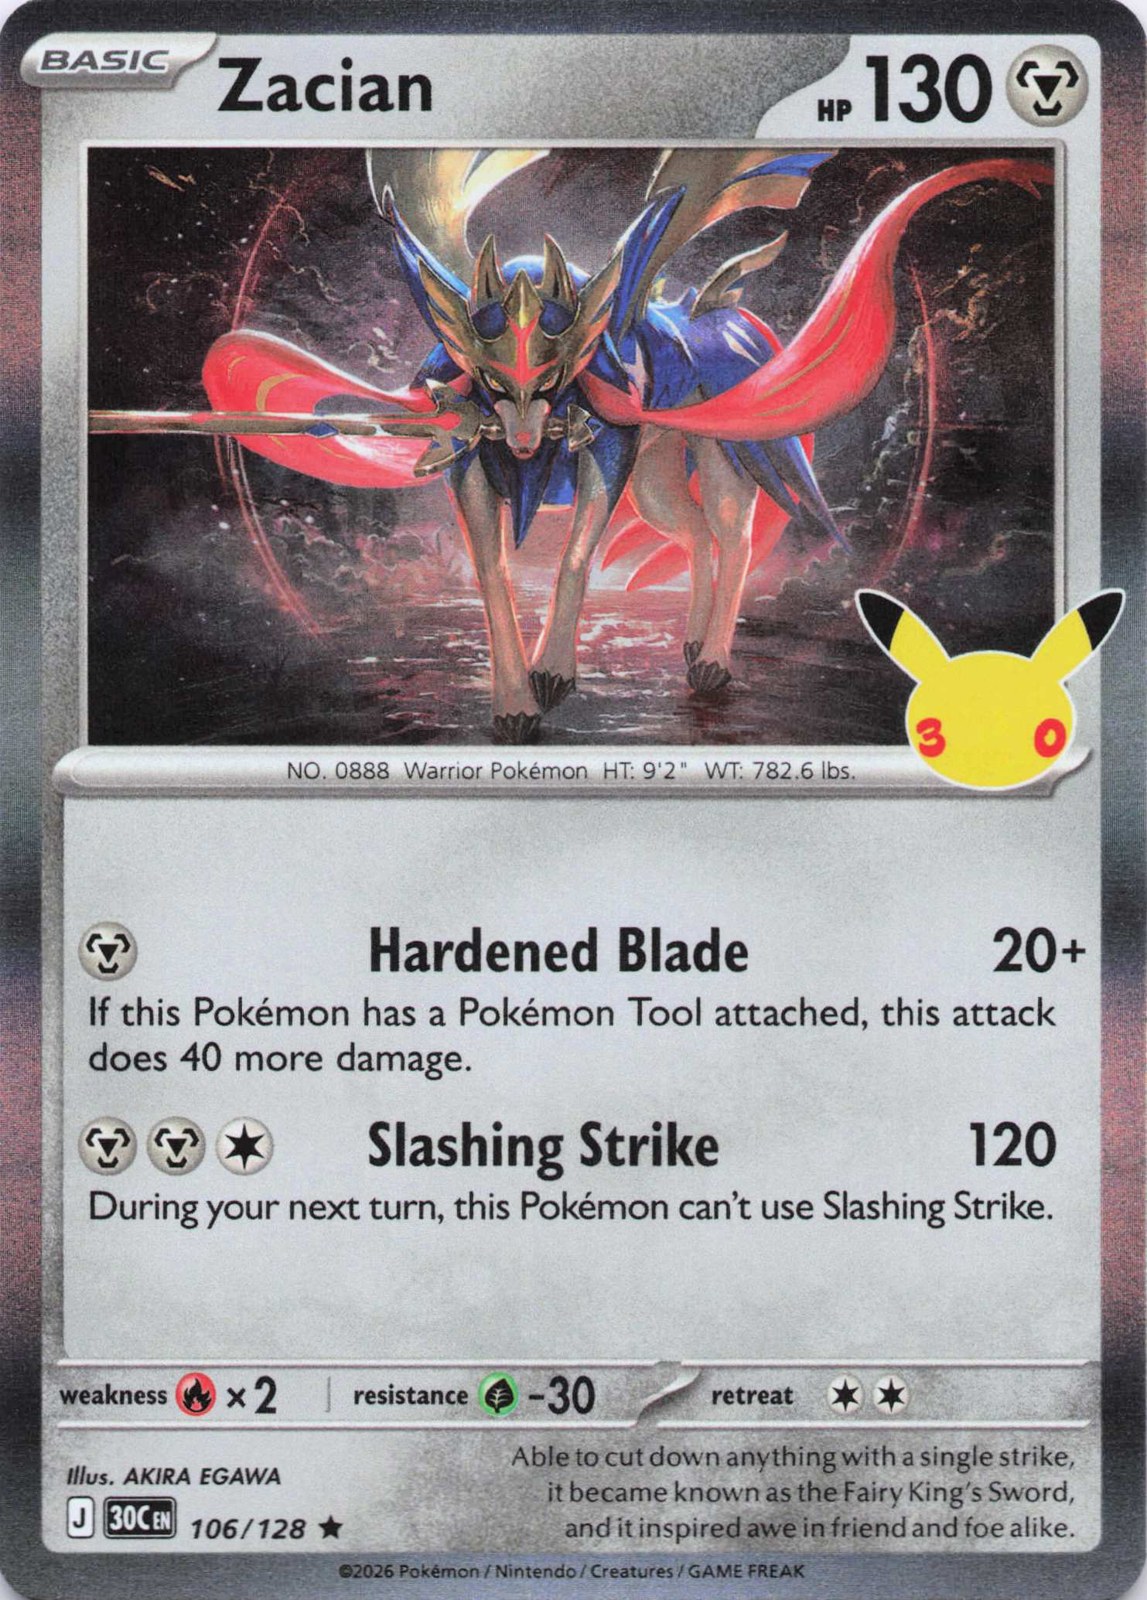 BASIC
Zacian
HP 130
30
NO. 0888 Warrior Pokémon HT: 9'2" WT: 782.6 lbs.
Hardened Blade 20+
If this Pokémon has a Pokémon Tool attached, this attack
does 40 more damage.
Slashing Strike 120
During your next turn, this Pokémon can't use Slashing Strike.
weakness ×2 resistance -30 retreat
Able to cut down anything with a single strike,
it became known as the Fairy King's Sword,
and it inspired awe in friend and foe alike.
Illus. AKIRA EGAWA
J 30C EN 106/128 ★
©2026 Pokémon / Nintendo / Creatures / GAME FREAK